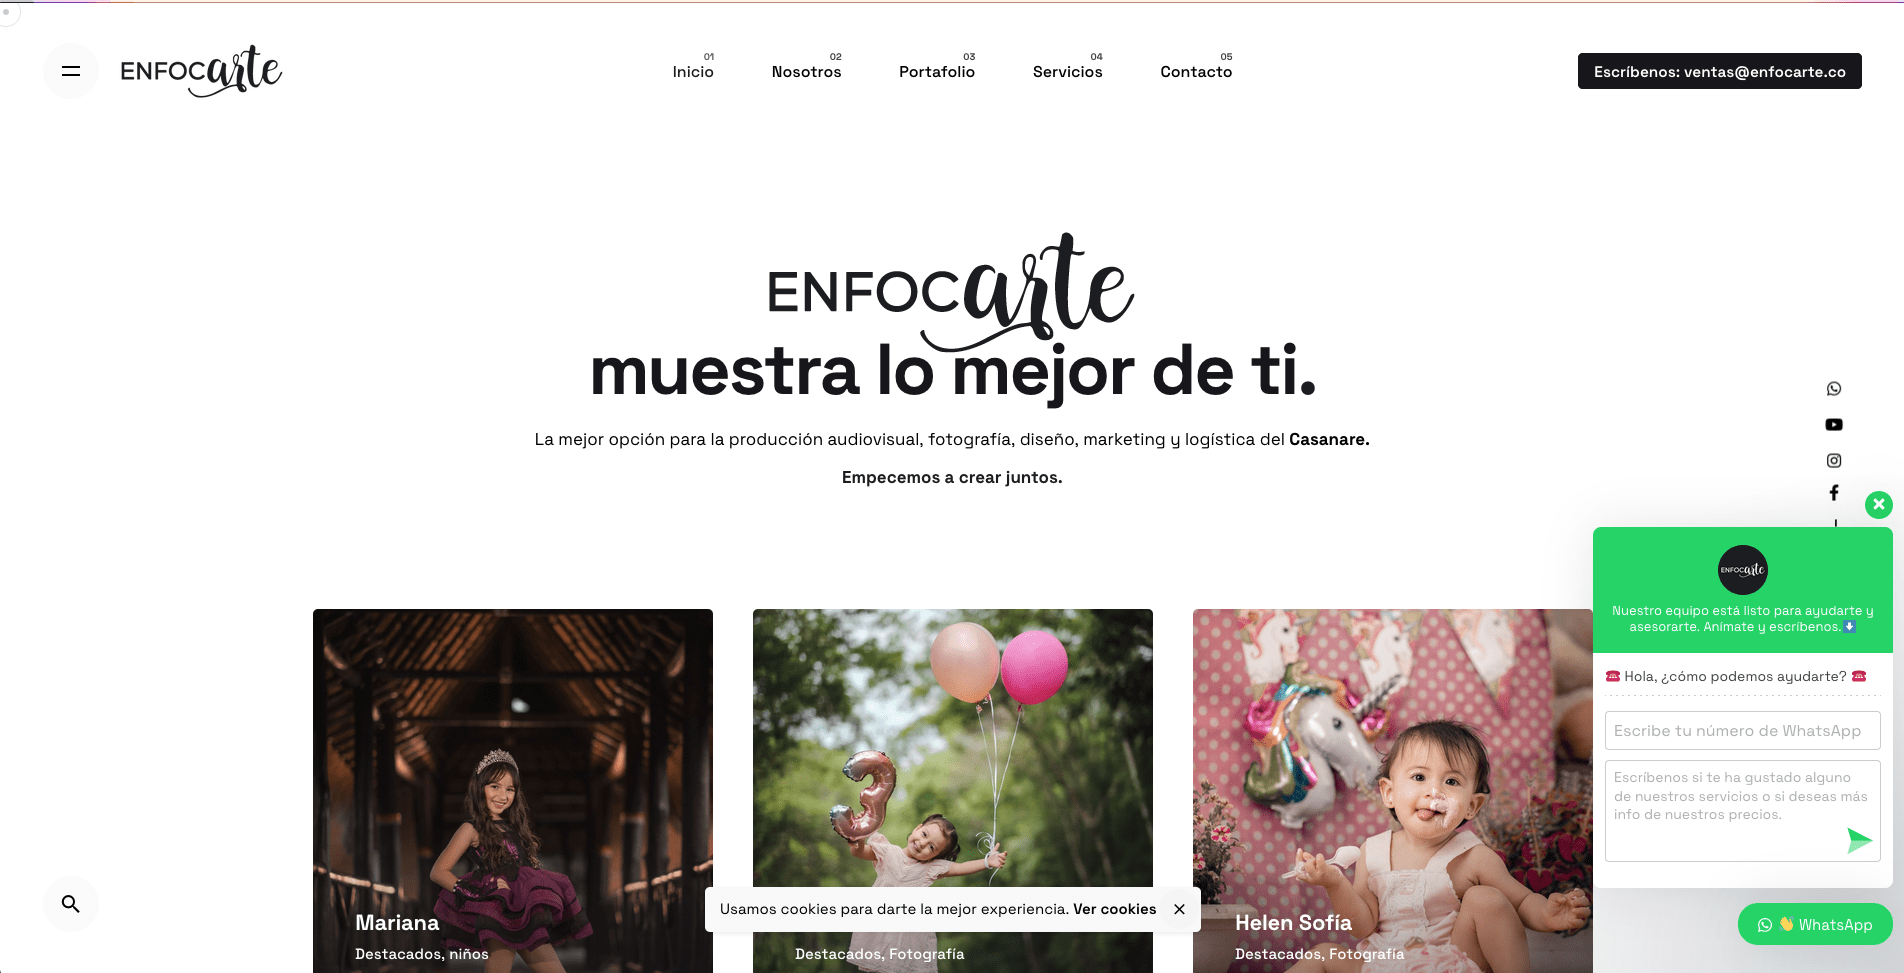 ENFOCarte
01
Inicio
02
Nosotros
03
Portafolio
04
Servicios
05
Contacto
Escríbenos: ventas@enfocarte.co
ENFOCarte
muestra lo mejor de ti.
La mejor opción para la producción audiovisual, fotografía, diseño, marketing y logística del Casanare.
Empecemos a crear juntos.
Mariana
Destacados, niños
3
Destacados, Fotografía
Helen Sofía
Destacados, Fotografía
Usamos cookies para darte la mejor experiencia. Ver cookies
ENFOCarte
Nuestro equipo está listo para ayudarte y
asesorarte. Anímate y escríbenos.⬇️
☎️ Hola, ¿cómo podemos ayudarte? ☎️
Escribe tu número de WhatsApp
Escríbenos si te ha gustado alguno
de nuestros servicios o si deseas más
info de nuestros precios.
👋 WhatsApp